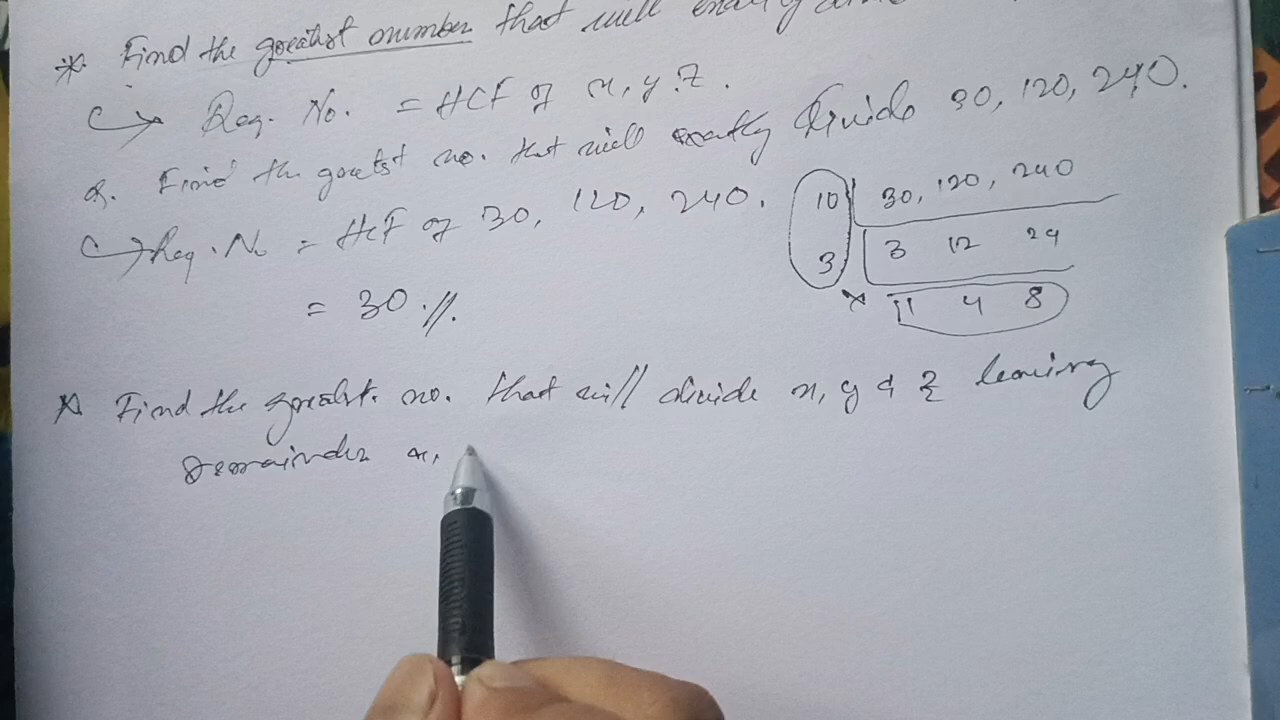 * Find the greatest number that will exactly
↪ Req. No. = HCF of x, y. z.
Q. Find the greatest no. that will exactly divide 30, 120, 240.
↪ Req. No = HCF of 30, 120, 240.
= 30.//.
10 | 30, 120, 240
3 | 3 12 24
× 1 4 8
* Find the greatest. no. that will divide x, y & z leaving
remainder x,